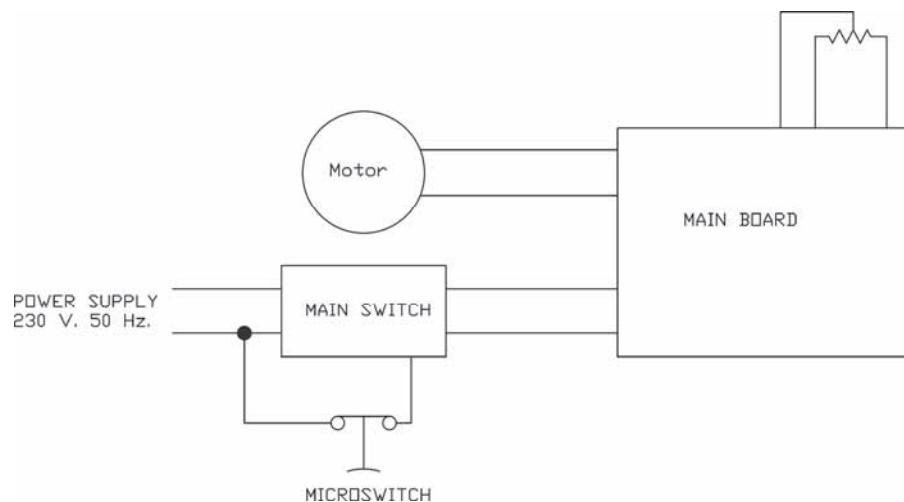 Motor
MAIN BOARD
POWER SUPPLY
230 V. 50 Hz.
MAIN SWITCH
MICROSWITCH